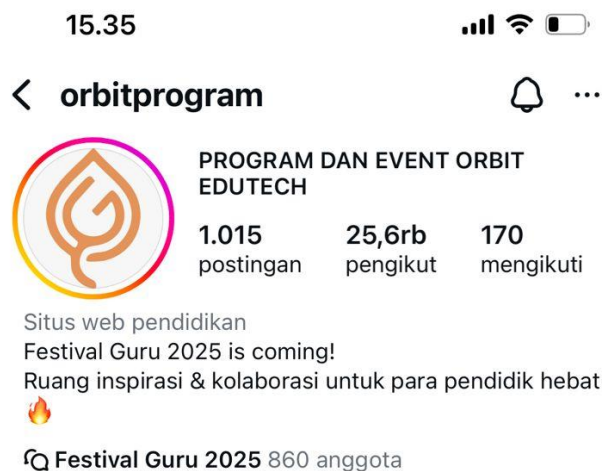 15.35
orbitprogram
PROGRAM DAN EVENT ORBIT
EDUTECH
1.015 25,6rb 170
postingan pengikut mengikuti
Situs web pendidikan
Festival Guru 2025 is coming!
Ruang inspirasi & kolaborasi untuk para pendidik hebat
🔥
Festival Guru 2025 860 anggota